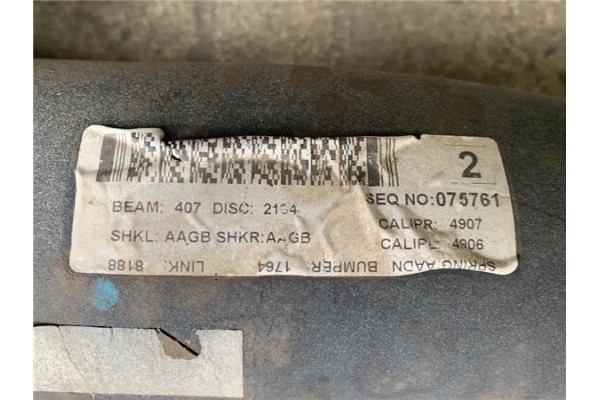 2
SEQ NO:075761
BEAM: 407 DISC: 2194
CALIPR: 4907
SHKL: AAGB SHKR:AAGB
CALIPL: 4906
SPRING:AADN BUMPER: 1764 LINK: 8188